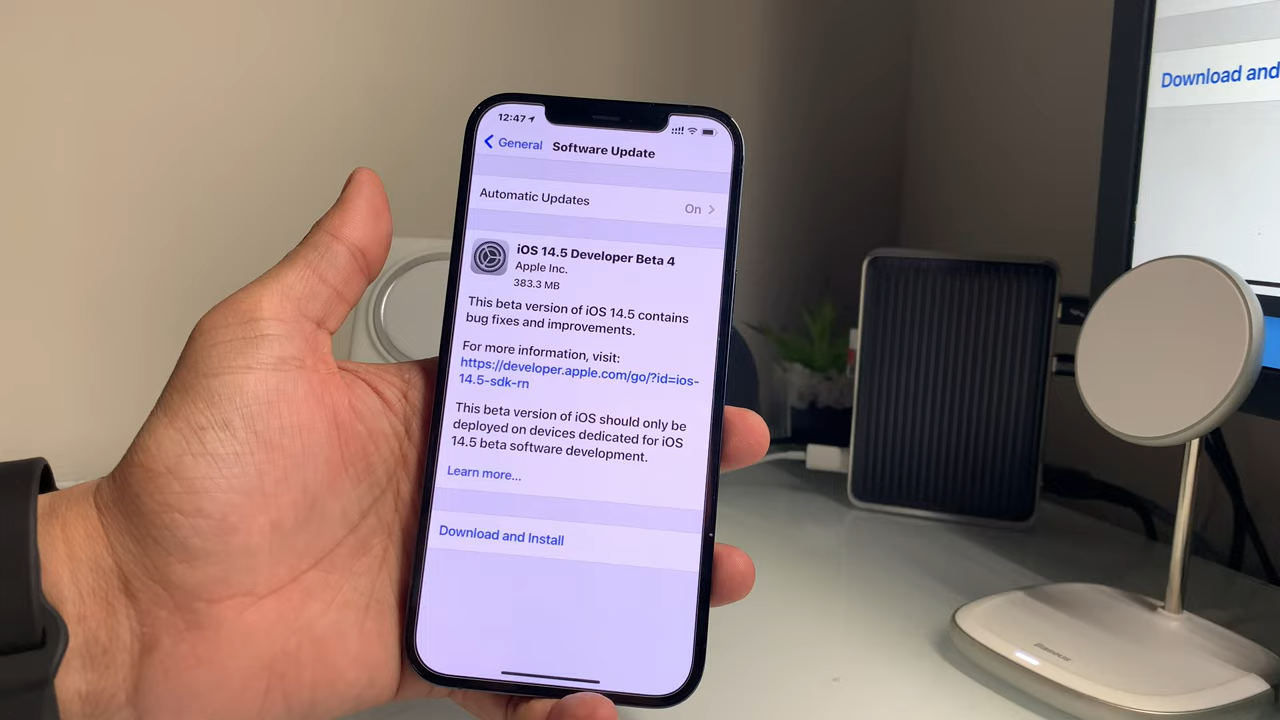 12:47
General
Software Update
Automatic Updates
On
iOS 14.5 Developer Beta 4
Apple Inc.
383.3 MB
This beta version of iOS 14.5 contains
bug fixes and improvements.
For more information, visit:
https://developer.apple.com/go/?id=ios-
14.5-sdk-rn
This beta version of iOS should only be
deployed on devices dedicated for iOS
14.5 beta software development.
Learn more...
Download and Install
Download and
Baseus